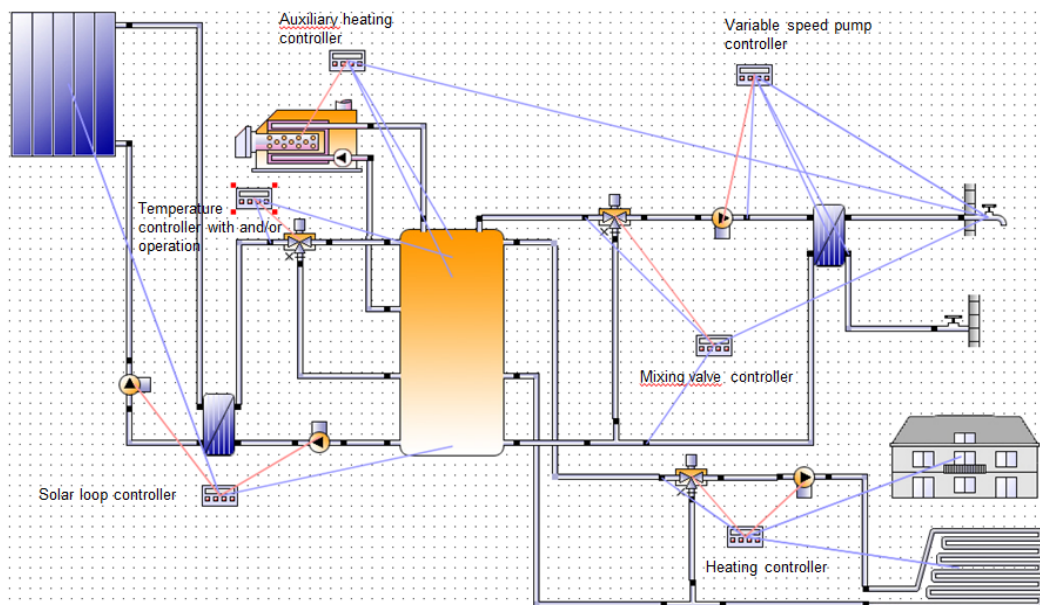 Auxiliary heating
controller
Variable speed pump
controller
Temperature
controller with and/or
operation
Mixing valve controller
Solar loop controller
Heating controller